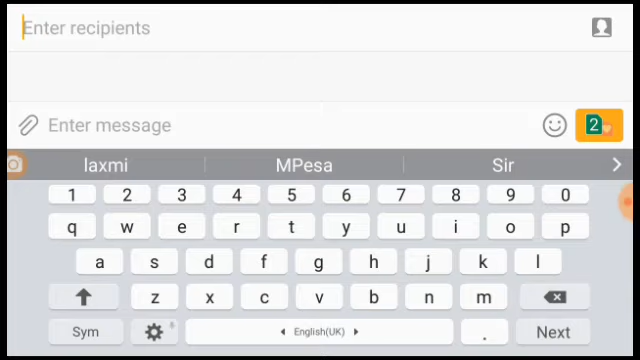 Enter recipients
Enter message
2
laxmi MPesa Sir
1 2 3 4 5 6 7 8 9 0
q w e r t y u i o p
a s d f g h j k l
z x c v b n m
Sym English(UK) . Next